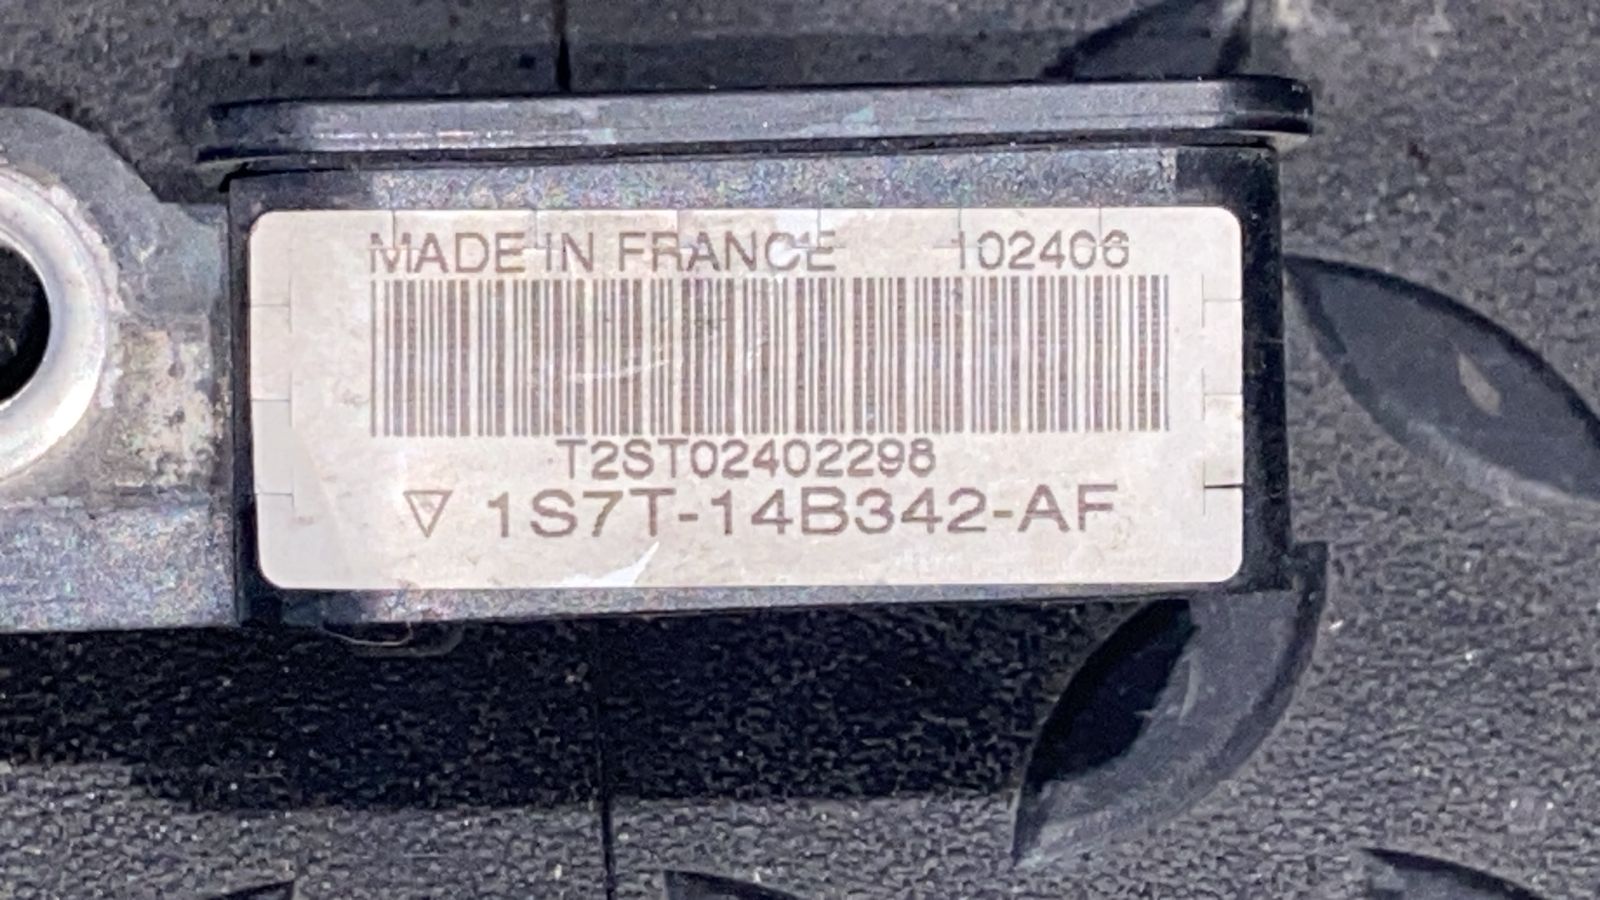 MADE IN FRANCE 102406
T2ST02402298
1S7T-14B342-AF